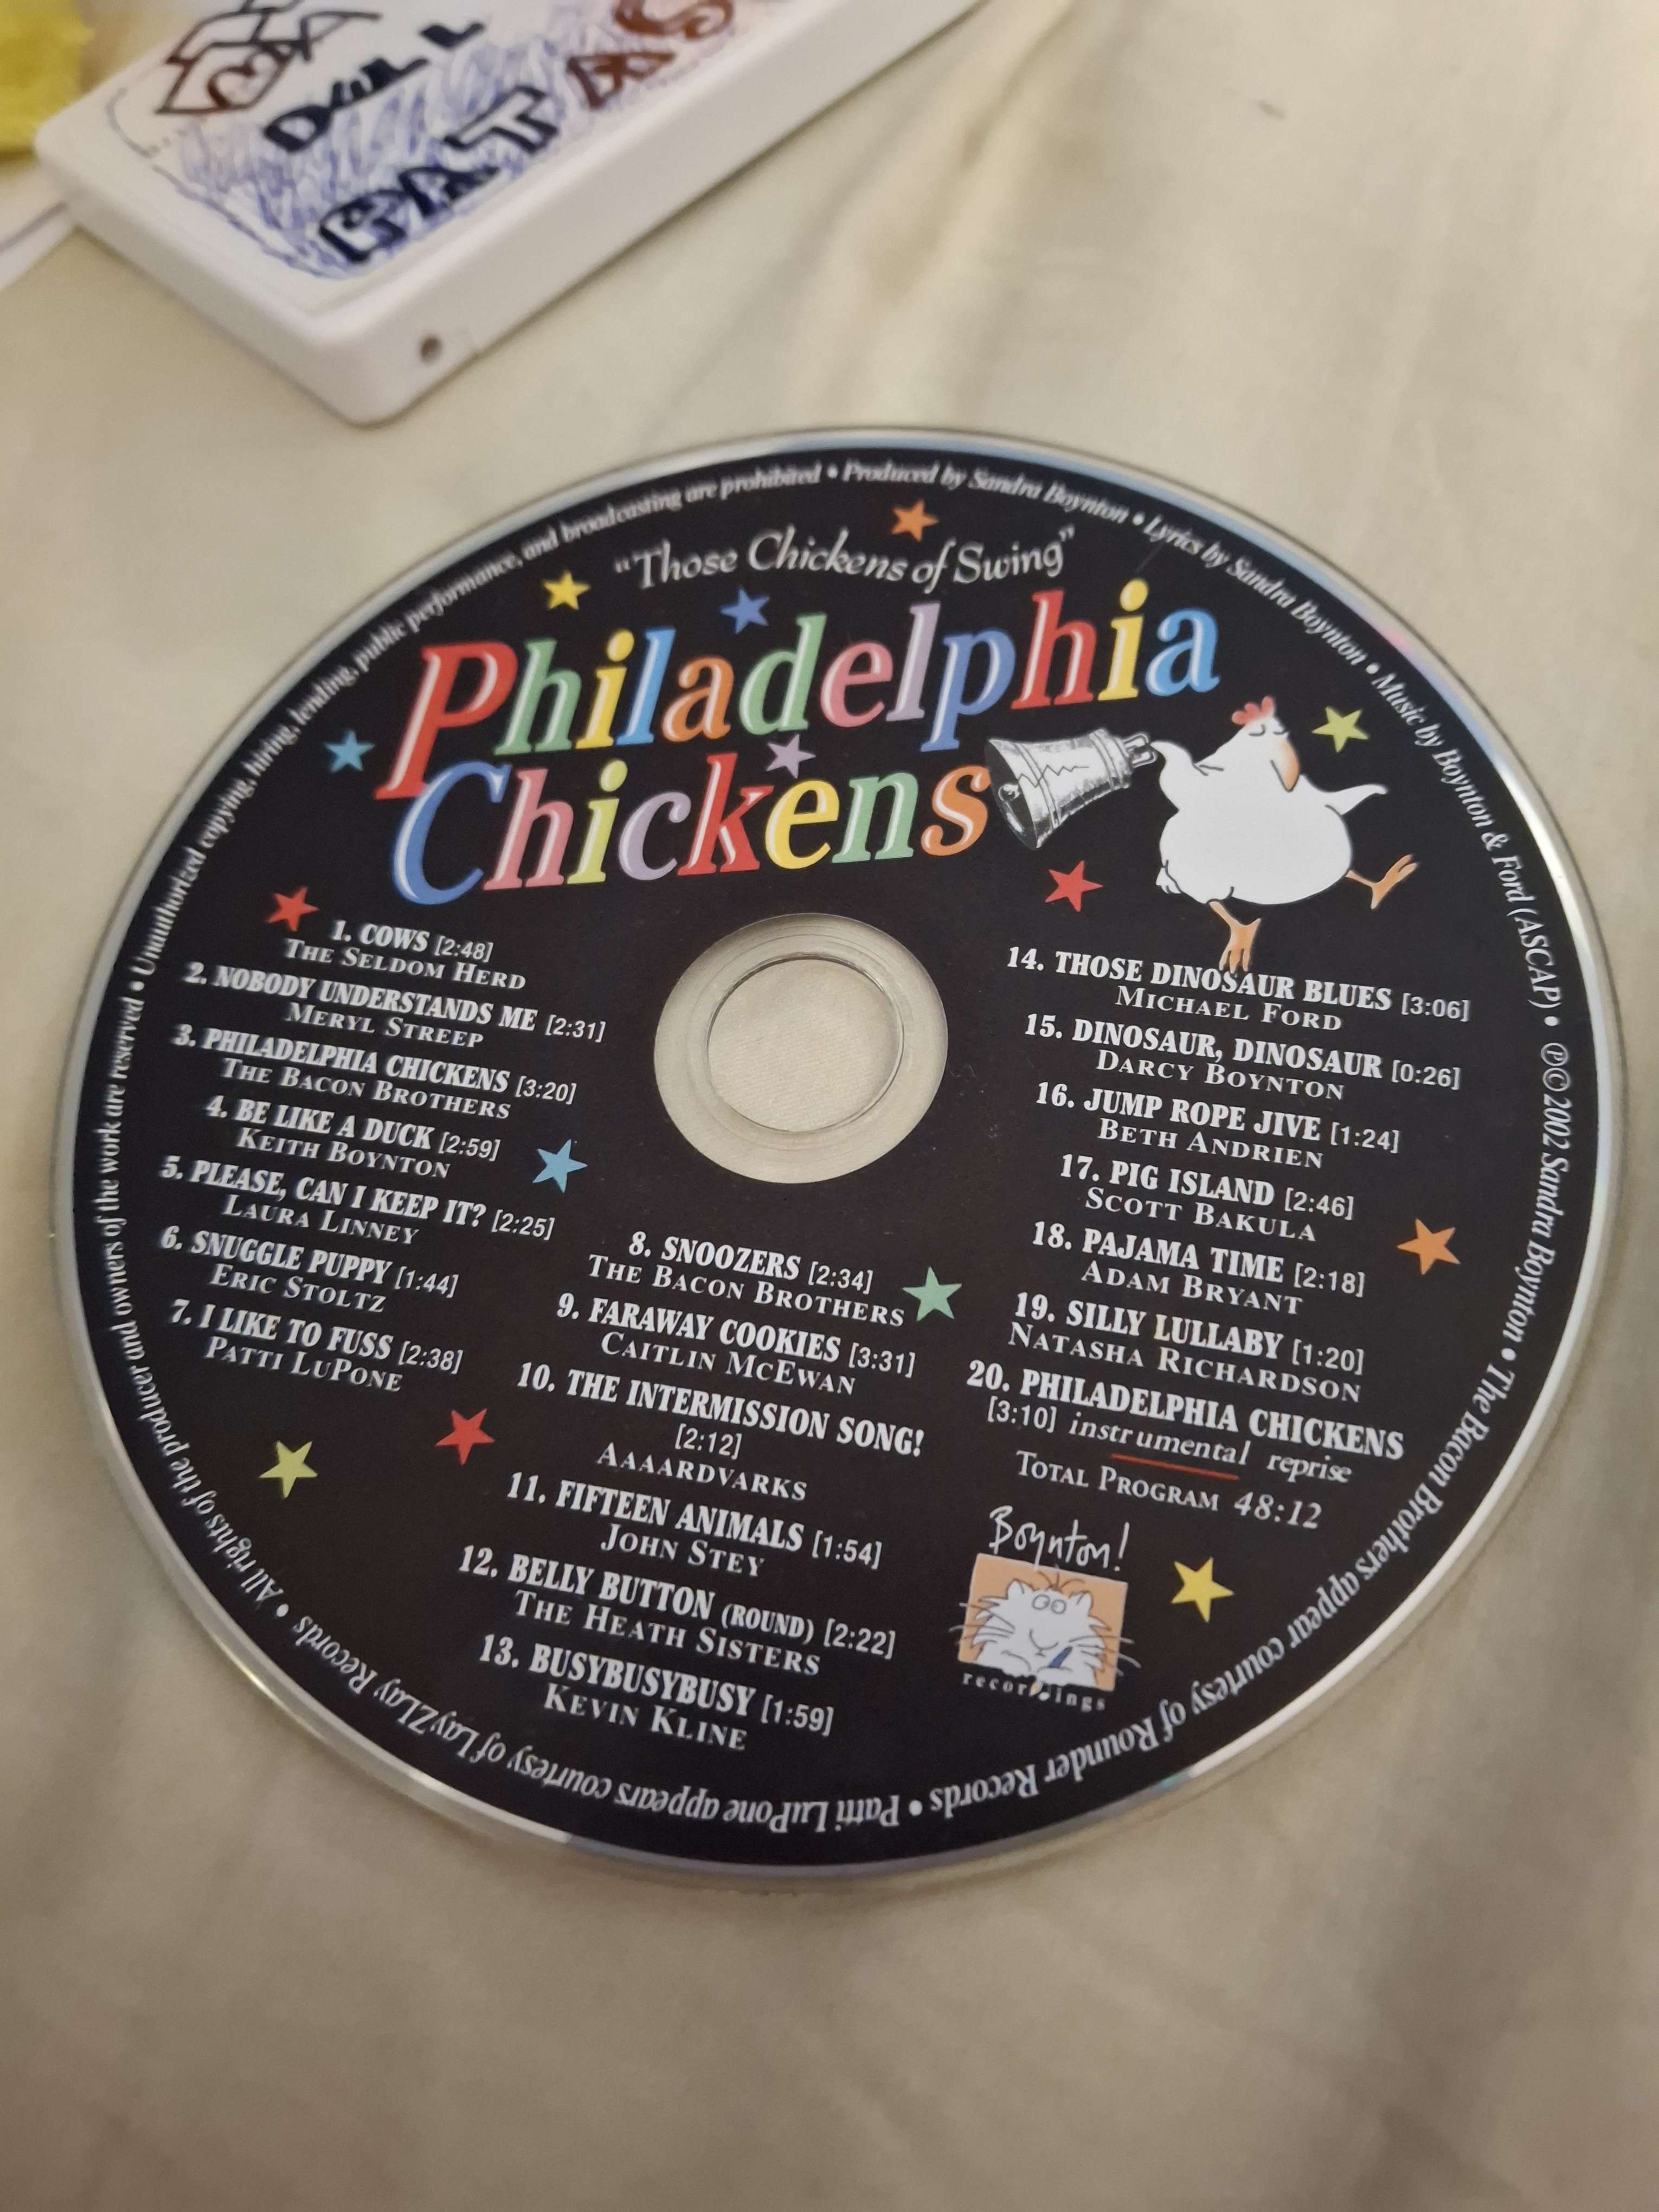 DULL
"Those Chickens of Swing"
Philadelphia
Chickens
1. COWS [2:48]
THE SELDOM HERD
2. NOBODY UNDERSTANDS ME [2:31]
MERYL STREEP
3. PHILADELPHIA CHICKENS [3:20]
THE BACON BROTHERS
4. BE LIKE A DUCK [2:59]
KEITH BOYNTON
5. PLEASE, CAN I KEEP IT? [2:25]
LAURA LINNEY
6. SNUGGLE PUPPY [1:44]
ERIC STOLTZ
7. I LIKE TO FUSS [2:38]
PATTI LUPONE
8. SNOOZERS [2:34]
THE BACON BROTHERS
9. FARAWAY COOKIES [3:31]
CAITLIN MCEWAN
10. THE INTERMISSION SONG!
[2:12]
AAAARDVARKS
11. FIFTEEN ANIMALS [1:54]
JOHN STEY
12. BELLY BUTTON (ROUND) [2:22]
THE HEATH SISTERS
13. BUSYBUSYBUSY [1:59]
KEVIN KLINE
14. THOSE DINOSAUR BLUES [3:06]
MICHAEL FORD
15. DINOSAUR, DINOSAUR [0:26]
DARCY BOYNTON
16. JUMP ROPE JIVE [1:24]
BETH ANDRIEN
17. PIG ISLAND [2:46]
SCOTT BAKULA
18. PAJAMA TIME [2:18]
ADAM BRYANT
19. SILLY LULLABY [1:20]
NATASHA RICHARDSON
20. PHILADELPHIA CHICKENS
[3:10] instrumental reprise
TOTAL PROGRAM 48:12
Boynton!
recordings
Produced by Sandra Boynton • Lyrics by Sandra Boynton • Music by Boynton & Ford (ASCAP) • ℗©2002 Sandra Boynton • The Bacon Brothers appear courtesy of Rounder Records • Patti LuPone appears courtesy of LayZLay Records • All rights of the producer and owners of the work are reserved • Unauthorized copying, hiring, lending, public performance, and broadcasting are prohibited •